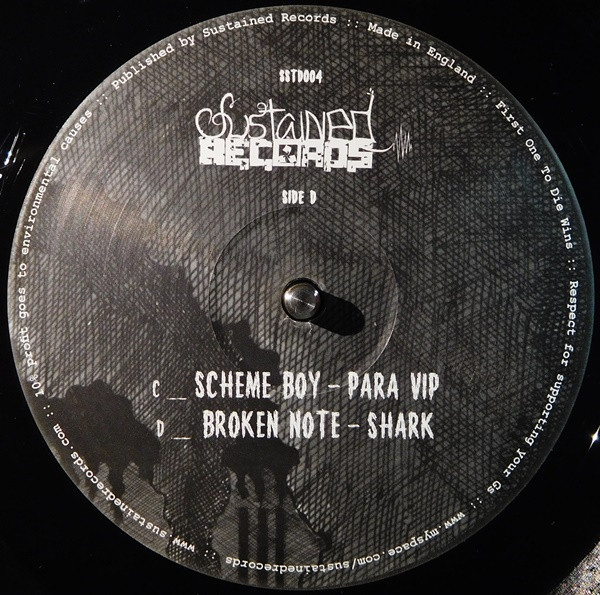 SSTD004
Sustained
RECORDS
SIDE D
C _ SCHEME BOY - PARA VIP
D _ BROKEN NOTE - SHARK
:: 10% profit goes to environmental causes :: Published by Sustained Records :: Made in England :: First One To Die Wins :: Respect for supporting your Gs :: www.myspace.com/sustainedrecords :: www.sustainedrecords.com